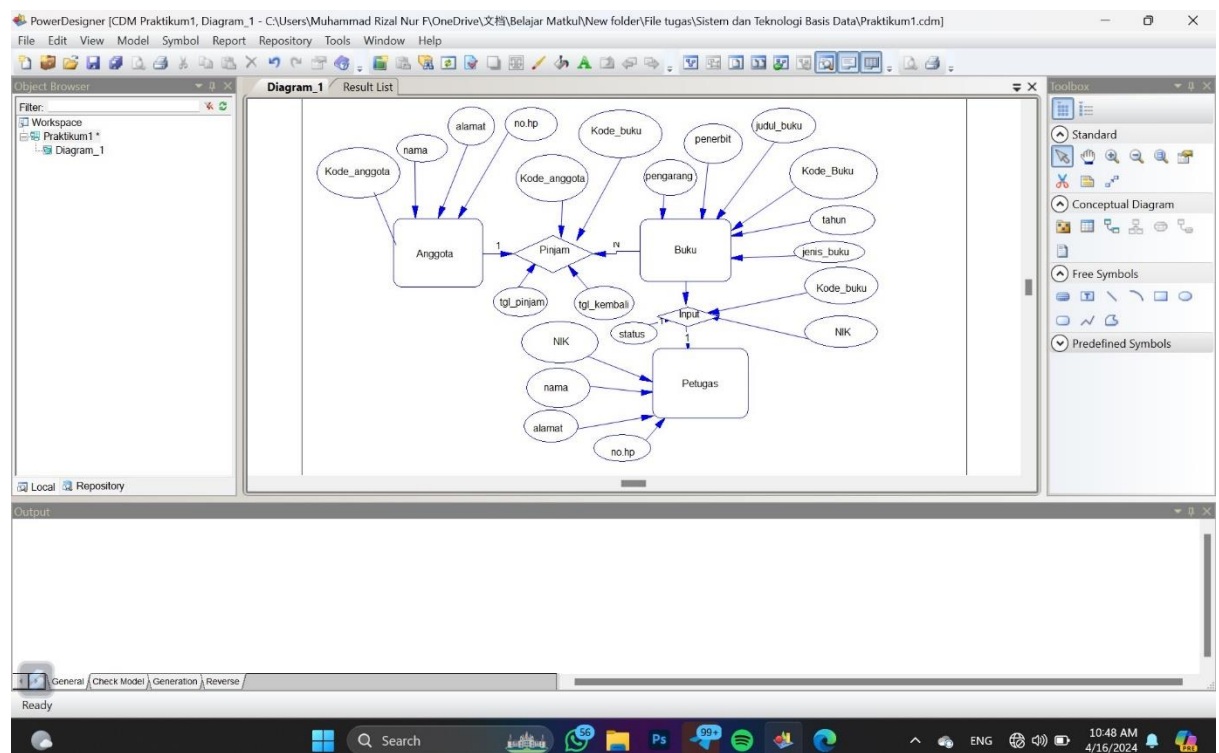 PowerDesigner [CDM Praktikum1, Diagram_1 - C:\Users\Muhammad Rizal Nur F\OneDrive\文档\Belajar Matkul\New folder\File tugas\Sistem dan Teknologi Basis Data\Praktikum1.cdm]
File Edit View Model Symbol Report Repository Tools Window Help
Object Browser
Diagram_1 Result List
Toolbox
Filter:
Workspace
Praktikum1 *
Diagram_1
Standard
Conceptual Diagram
Free Symbols
Predefined Symbols
alamat
no.hp
Kode_buku
judul_buku
nama
penerbit
Kode_anggota
Kode_anggota
pengarang
Kode_Buku
tahun
Anggota
1
Pinjam
N
Buku
jenis_buku
tgl_pinjam
tgl_kembali
Kode_buku
Input
status
1
NIK
NIK
1
nama
Petugas
alamat
no.hp
Local Repository
Output
General Check Model Generation Reverse
Ready
Search
56
Ps
99+
ENG
10:48 AM
4/16/2024
PRE